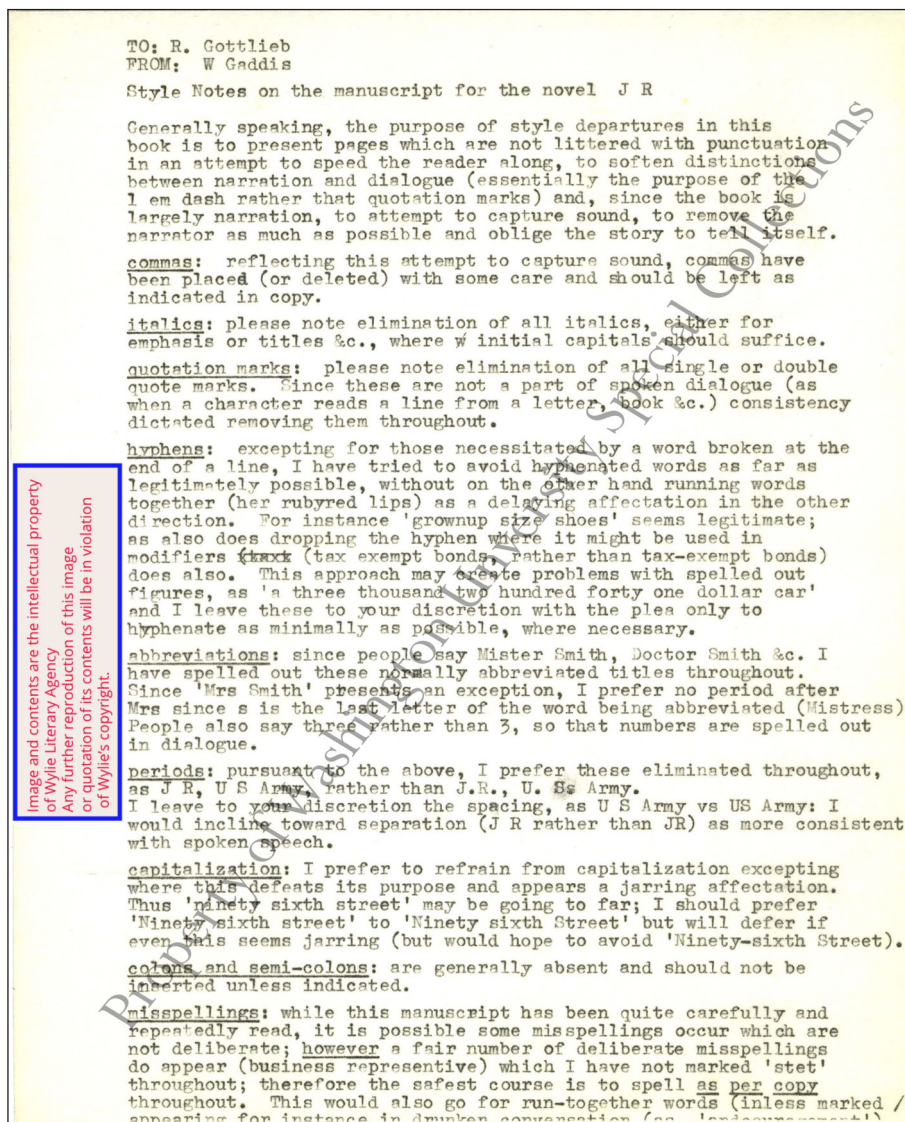 TO: R. Gottlieb
FROM:  W Gaddis
Style Notes on the manuscript for the novel  J R
Generally speaking, the purpose of style departures in this
book is to present pages which are not littered with punctuation
in an attempt to speed the reader along, to soften distinctions
between narration and dialogue (essentially the purpose of the
1 em dash rather that quotation marks) and, since the book is
largely narration, to attempt to capture sound, to remove the
narrator as much as possible and oblige the story to tell itself.
commas:  reflecting this attempt to capture sound, commas have
been placed (or deleted) with some care and should be left as
indicated in copy.
italics: please note elimination of all italics, either for
emphasis or titles &c., where w initial capitals should suffice.
quotation marks:  please note elimination of all single or double
quote marks.  Since these are not a part of spoken dialogue (as
when a character reads a line from a letter, book &c.) consistency
dictated removing them throughout.
hyphens:  excepting for those necessitated by a word broken at the
end of a line, I have tried to avoid hyphenated words as far as
legitimately possible, without on the other hand running words
together (her rubyred lips) as a delaying affectation in the other
direction.  For instance 'grownup size shoes' seems legitimate;
as also does dropping the hyphen where it might be used in
modifiers (taxt (tax exempt bonds, rather than tax-exempt bonds)
does also.  This approach may create problems with spelled out
figures, as 'a three thousand two hundred forty one dollar car'
and I leave these to your discretion with the plea only to
hyphenate as minimally as possible, where necessary.
abbreviations: since people say Mister Smith, Doctor Smith &c. I
have spelled out these normally abbreviated titles throughout.
Since 'Mrs Smith' presents an exception, I prefer no period after
Mrs since s is the last letter of the word being abbreviated (Mistress)
People also say three rather than 3, so that numbers are spelled out
in dialogue.
periods: pursuant to the above, I prefer these eliminated throughout,
as J R, U S Army, rather than J.R., U. S. Army.
I leave to your discretion the spacing, as U S Army vs US Army: I
would incline toward separation (J R rather than JR) as more consistent
with spoken speech.
capitalization: I prefer to refrain from capitalization excepting
where this defeats its purpose and appears a jarring affectation.
Thus 'ninety sixth street' may be going to far; I should prefer
'Ninety sixth street' to 'Ninety sixth Street' but will defer if
even this seems jarring (but would hope to avoid 'Ninety-sixth Street).
colons and semi-colons: are generally absent and should not be
inserted unless indicated.
misspellings: while this manuscript has been quite carefully and
repeatedly read, it is possible some misspellings occur which are
not deliberate; however a fair number of deliberate misspellings
do appear (business representive) which I have not marked 'stet'
throughout; therefore the safest course is to spell as per copy
throughout.  This would also go for run-together words (inless marked /
appearing for instance in drunken conversation (as
Image and contents are the intellectual property
of Wylie Literary Agency
Any further reproduction of this image
or quotation of its contents will be in violation
of Wylie's copyright.
Property of Washington University Special Collections